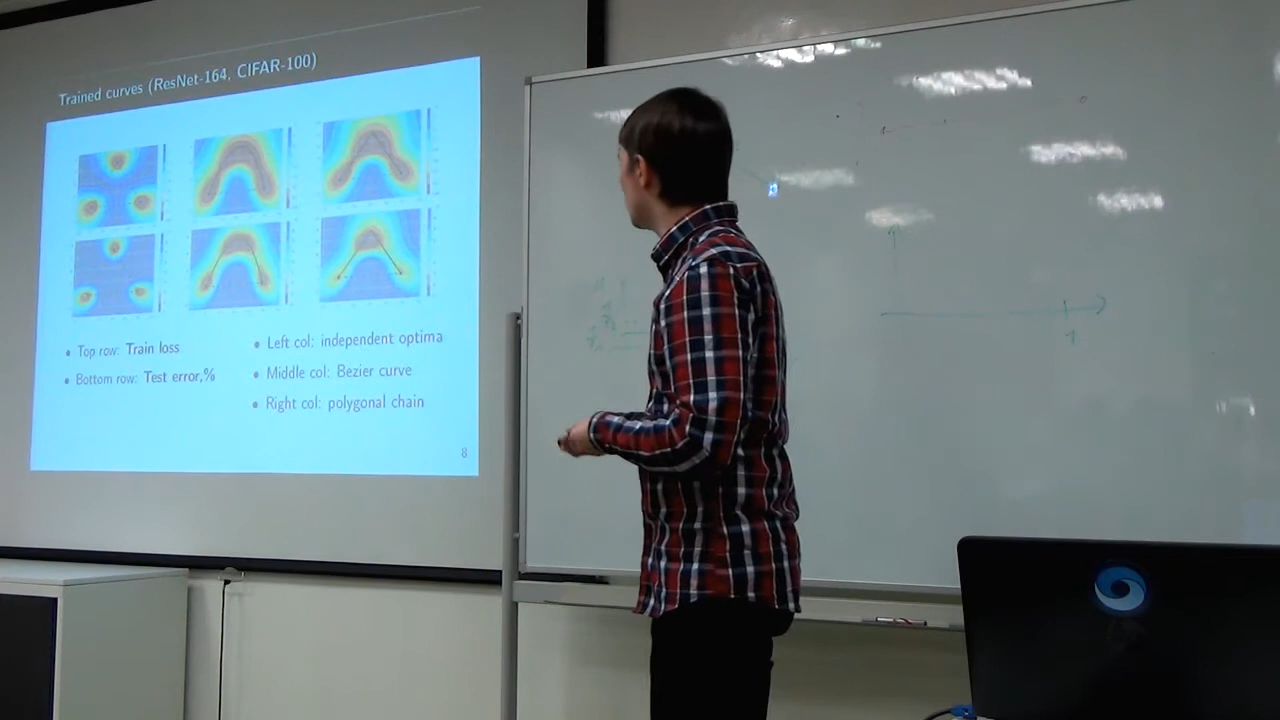 Trained curves (ResNet-164, CIFAR-100)
• Top row: Train loss
• Bottom row: Test error,%
• Left col: independent optima
• Middle col: Bezier curve
• Right col: polygonal chain
8
1